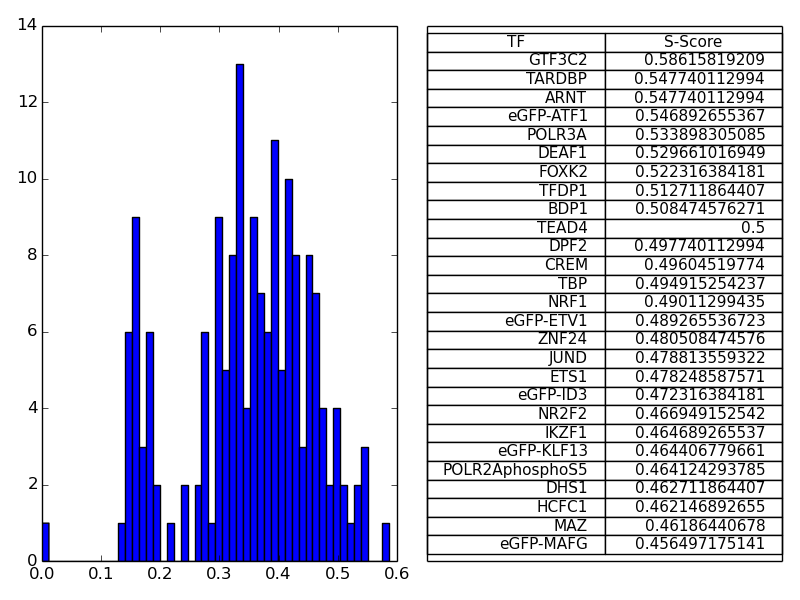 14
12
10
8
6
4
2
0
0.0 0.1 0.2 0.3 0.4 0.5 0.6
TF S-Score
GTF3C2 0.58615819209
TARDBP 0.547740112994
ARNT 0.547740112994
eGFP-ATF1 0.546892655367
POLR3A 0.533898305085
DEAF1 0.529661016949
FOXK2 0.522316384181
TFDP1 0.512711864407
BDP1 0.508474576271
TEAD4 0.5
DPF2 0.497740112994
CREM 0.49604519774
TBP 0.494915254237
NRF1 0.49011299435
eGFP-ETV1 0.489265536723
ZNF24 0.480508474576
JUND 0.478813559322
ETS1 0.478248587571
eGFP-ID3 0.472316384181
NR2F2 0.466949152542
IKZF1 0.464689265537
eGFP-KLF13 0.464406779661
POLR2AphosphoS5 0.464124293785
DHS1 0.462711864407
HCFC1 0.462146892655
MAZ 0.46186440678
eGFP-MAFG 0.456497175141